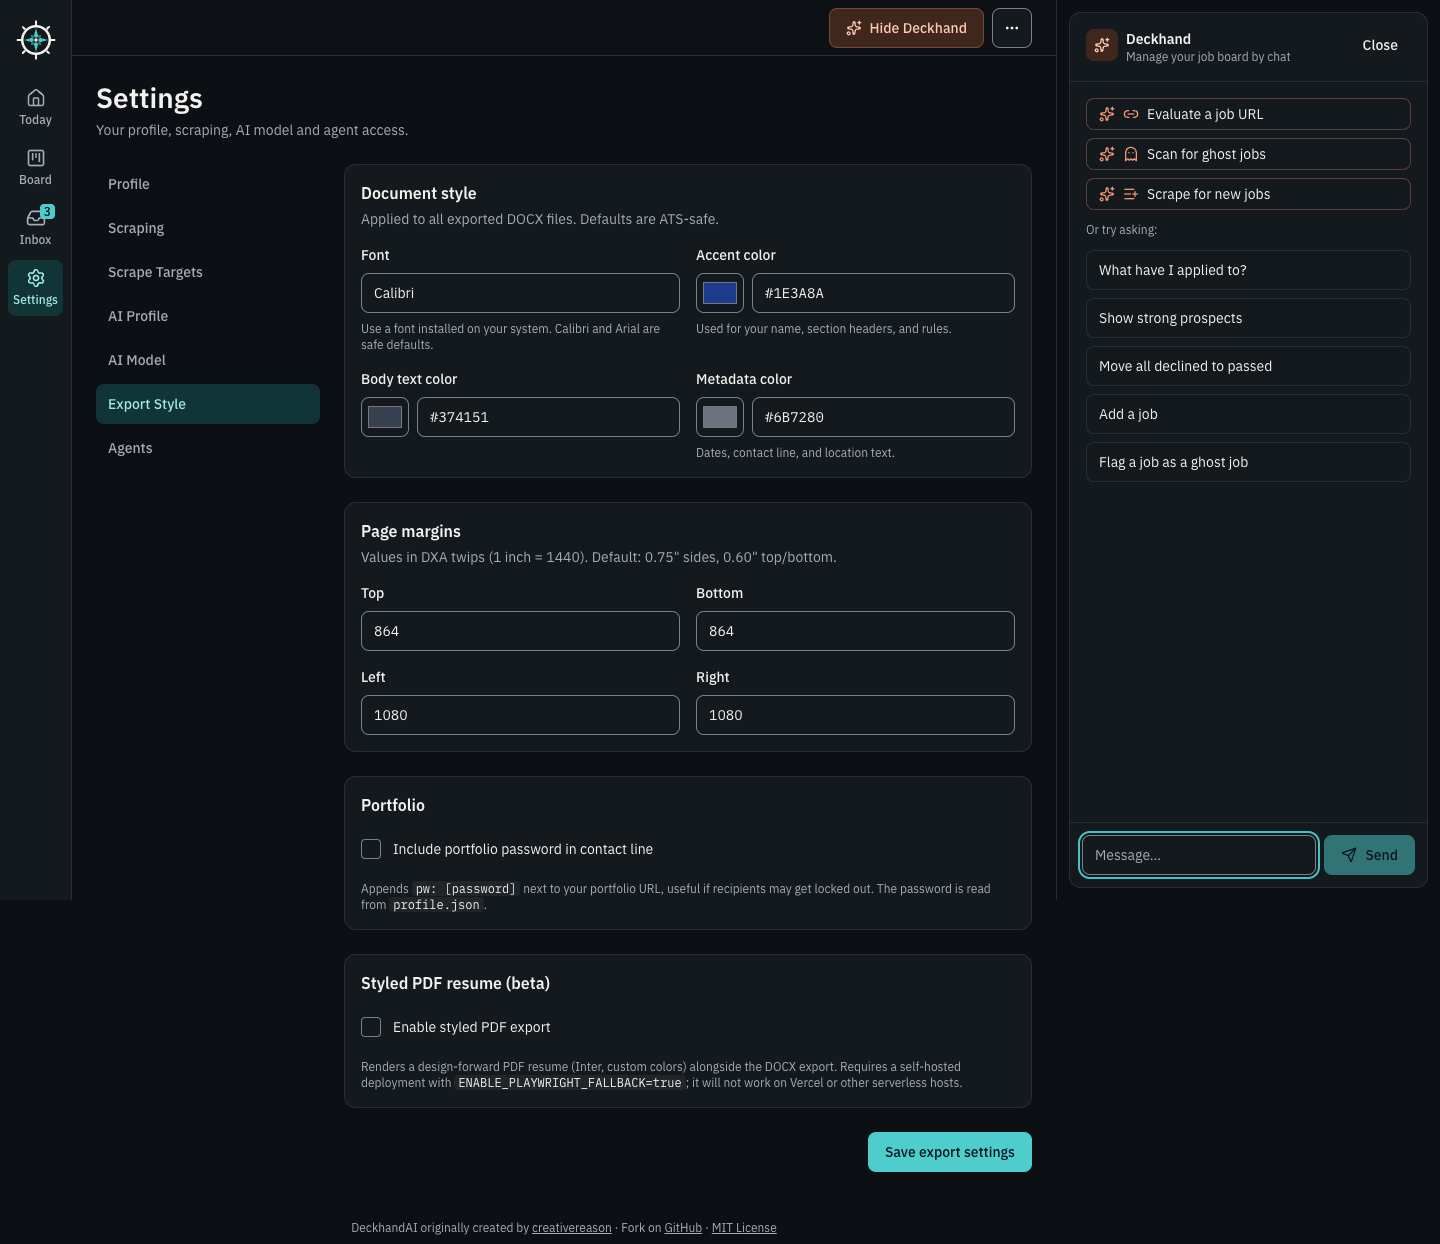 Today
Board
3
Inbox
Settings
Hide Deckhand
Settings
Your profile, scraping, AI model and agent access.
Profile
Scraping
Scrape Targets
AI Profile
AI Model
Export Style
Agents
Document style
Applied to all exported DOCX files. Defaults are ATS-safe.
Font
Calibri
Use a font installed on your system. Calibri and Arial are
safe defaults.
Accent color
#1E3A8A
Used for your name, section headers, and rules.
Body text color
#374151
Metadata color
#6B7280
Dates, contact line, and location text.
Page margins
Values in DXA twips (1 inch = 1440). Default: 0.75" sides, 0.60" top/bottom.
Top
864
Bottom
864
Left
1080
Right
1080
Portfolio
Include portfolio password in contact line
Appends pw: [password] next to your portfolio URL, useful if recipients may get locked out. The password is read
from profile.json.
Styled PDF resume (beta)
Enable styled PDF export
Renders a design-forward PDF resume (Inter, custom colors) alongside the DOCX export. Requires a self-hosted
deployment with ENABLE_PLAYWRIGHT_FALLBACK=true; it will not work on Vercel or other serverless hosts.
Save export settings
DeckhandAI originally created by creativereason · Fork on GitHub · MIT License
Deckhand
Manage your job board by chat
Close
Evaluate a job URL
Scan for ghost jobs
Scrape for new jobs
Or try asking:
What have I applied to?
Show strong prospects
Move all declined to passed
Add a job
Flag a job as a ghost job
Message...
Send